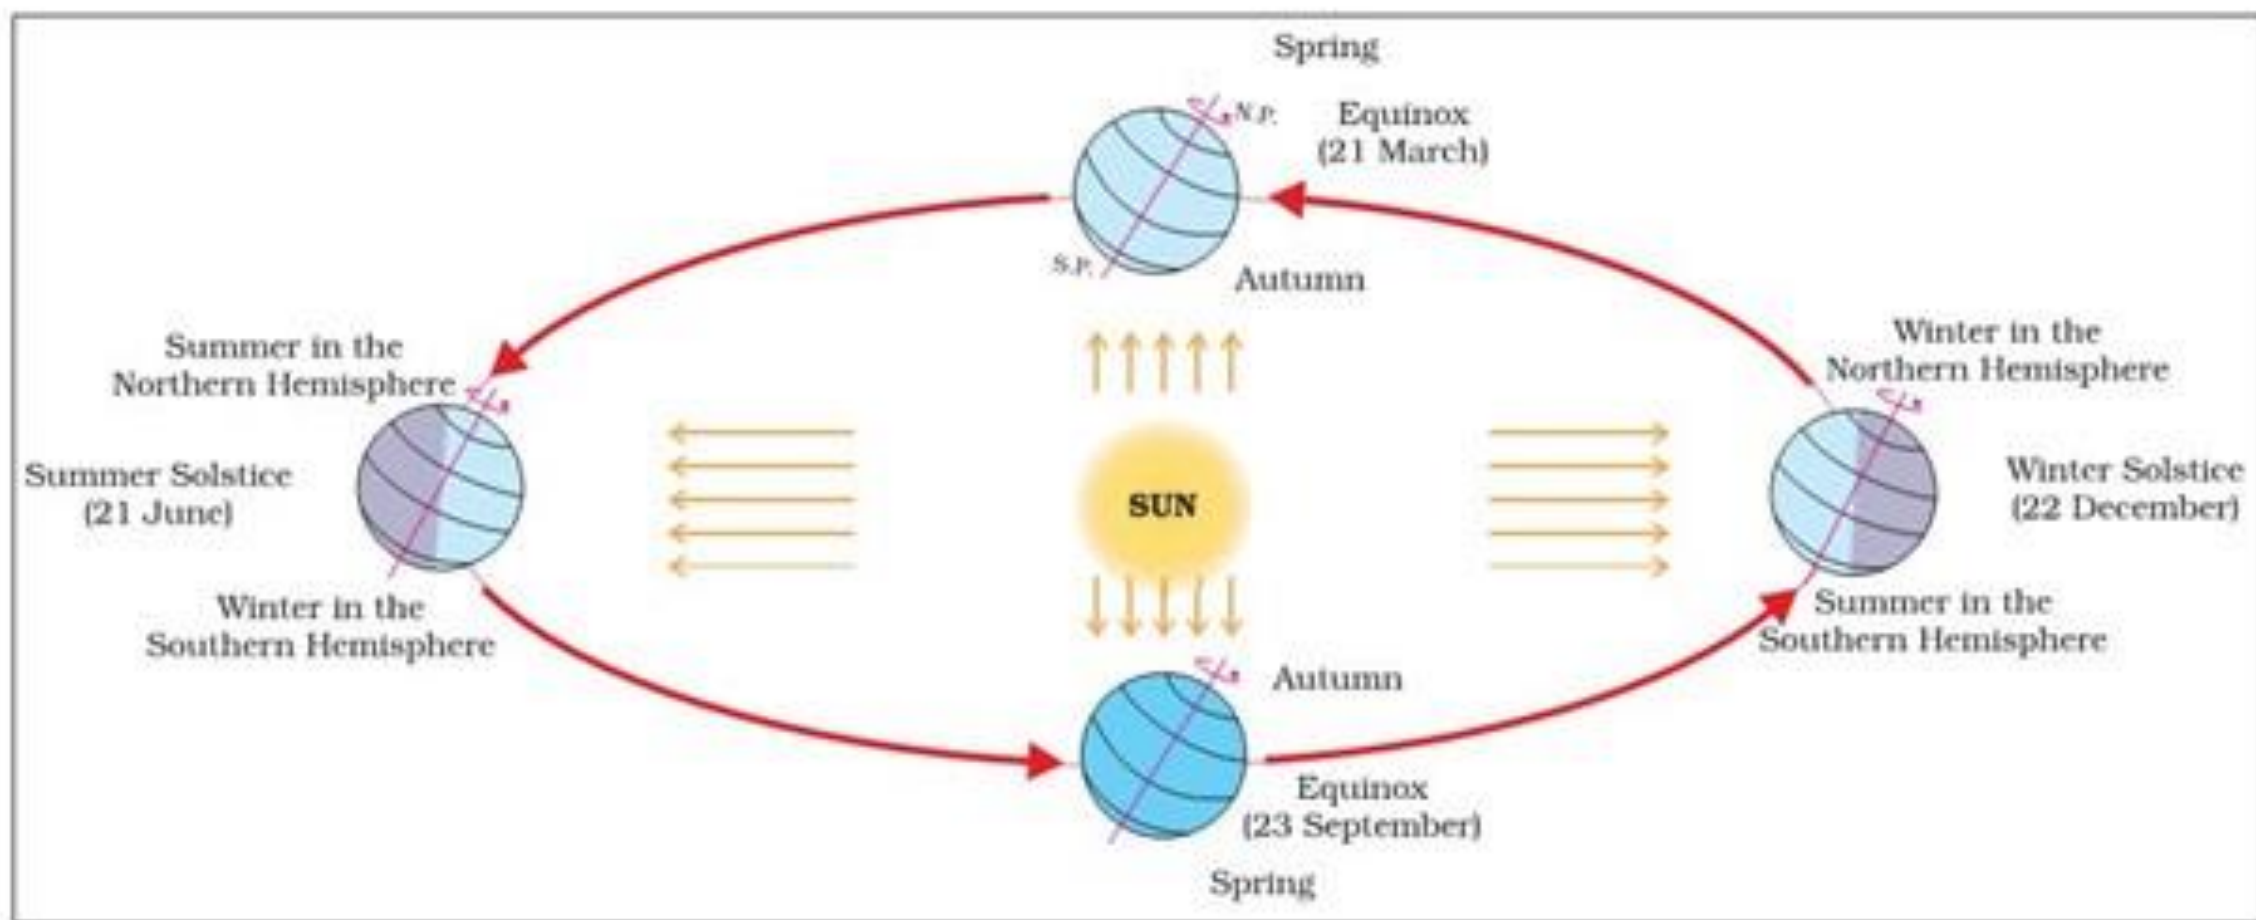 Spring
N.P.
Equinox
(21 March)
S.P.
Autumn
Summer in the
Northern Hemisphere
Winter in the
Northern Hemisphere
Summer Solstice
(21 June)
SUN
Winter Solstice
(22 December)
Winter in the
Southern Hemisphere
Summer in the
Southern Hemisphere
Autumn
Equinox
(23 September)
Spring